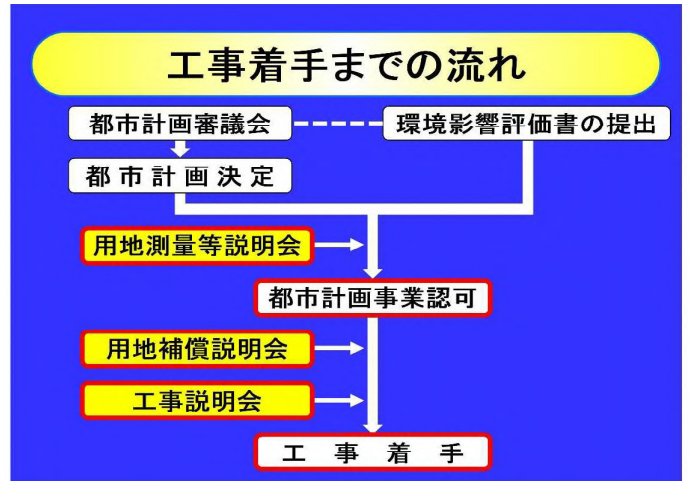 工事着手までの流れ
都市計画審議会
環境影響評価書の提出
都市計画決定
用地測量等説明会
都市計画事業認可
用地補償説明会
工事説明会
工事着手